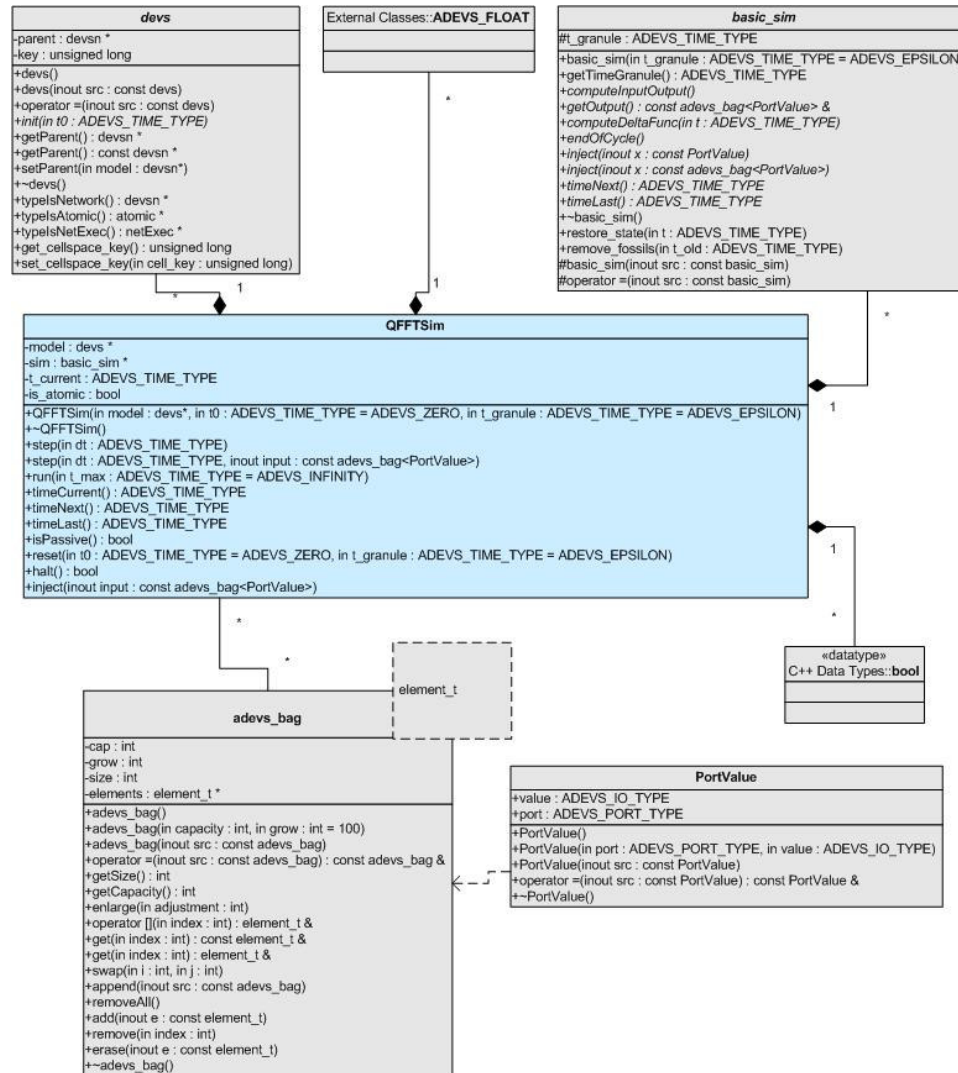 devs
-parent : devsn *
-key : unsigned long
+devs()
+devs(inout src : const devs)
+operator =(inout src : const devs)
+init(in t0 : ADEVS_TIME_TYPE)
+getParent() : devsn *
+getParent() : const devsn *
+setParent(in model : devsn*)
+~devs()
+typeIsNetwork() : devsn *
+typeIsAtomic() : atomic *
+typeIsNetExec() : netExec *
+get_cellspace_key() : unsigned long
+set_cellspace_key(in cell_key : unsigned long)
External Classes::ADEVS_FLOAT
basic_sim
#t_granule : ADEVS_TIME_TYPE
+basic_sim(in t_granule : ADEVS_TIME_TYPE = ADEVS_EPSILON
+getTimeGranule() : ADEVS_TIME_TYPE
+computeInputOutput()
+getOutput() : const adevs_bag<PortValue> &
+computeDeltaFunc(in t : ADEVS_TIME_TYPE)
+endOfCycle()
+inject(inout x : const PortValue)
+inject(inout x : const adevs_bag<PortValue>)
+timeNext() : ADEVS_TIME_TYPE
+timeLast() : ADEVS_TIME_TYPE
+~basic_sim()
+restore_state(in t : ADEVS_TIME_TYPE)
+remove_fossils(in t_old : ADEVS_TIME_TYPE)
#basic_sim(inout src : const basic_sim)
#operator =(inout src : const basic_sim)
*
1
*
1
*
1
QFFTSim
-model : devs *
-sim : basic_sim *
-t_current : ADEVS_TIME_TYPE
-is_atomic : bool
+QFFTSim(in model : devs*, in t0 : ADEVS_TIME_TYPE = ADEVS_ZERO, in t_granule : ADEVS_TIME_TYPE = ADEVS_EPSILON)
+~QFFTSim()
+step(in dt : ADEVS_TIME_TYPE)
+step(in dt : ADEVS_TIME_TYPE, inout input : const adevs_bag<PortValue>)
+run(in t_max : ADEVS_TIME_TYPE = ADEVS_INFINITY)
+timeCurrent() : ADEVS_TIME_TYPE
+timeNext() : ADEVS_TIME_TYPE
+timeLast() : ADEVS_TIME_TYPE
+isPassive() : bool
+reset(in t0 : ADEVS_TIME_TYPE = ADEVS_ZERO, in t_granule : ADEVS_TIME_TYPE = ADEVS_EPSILON)
+halt() : bool
+inject(inout input : const adevs_bag<PortValue>)
1
*
*
*
«datatype»
C++ Data Types::bool
element_t
adevs_bag
-cap : int
-grow : int
-size : int
-elements : element_t *
+adevs_bag()
+adevs_bag(in capacity : int, in grow : int = 100)
+adevs_bag(inout src : const adevs_bag)
+operator =(inout src : const adevs_bag) : const adevs_bag &
+getSize() : int
+getCapacity() : int
+enlarge(in adjustment : int)
+operator [](in index : int) : element_t &
+get(in index : int) : const element_t &
+get(in index : int) : element_t &
+swap(in i : int, in j : int)
+append(inout src : const adevs_bag)
+removeAll()
+add(inout e : const element_t)
+remove(in index : int)
+erase(inout e : const element_t)
+~adevs_bag()
PortValue
+value : ADEVS_IO_TYPE
+port : ADEVS_PORT_TYPE
+PortValue()
+PortValue(in port : ADEVS_PORT_TYPE, in value : ADEVS_IO_TYPE)
+PortValue(inout src : const PortValue)
+operator =(inout src : const PortValue) : const PortValue &
+~PortValue()